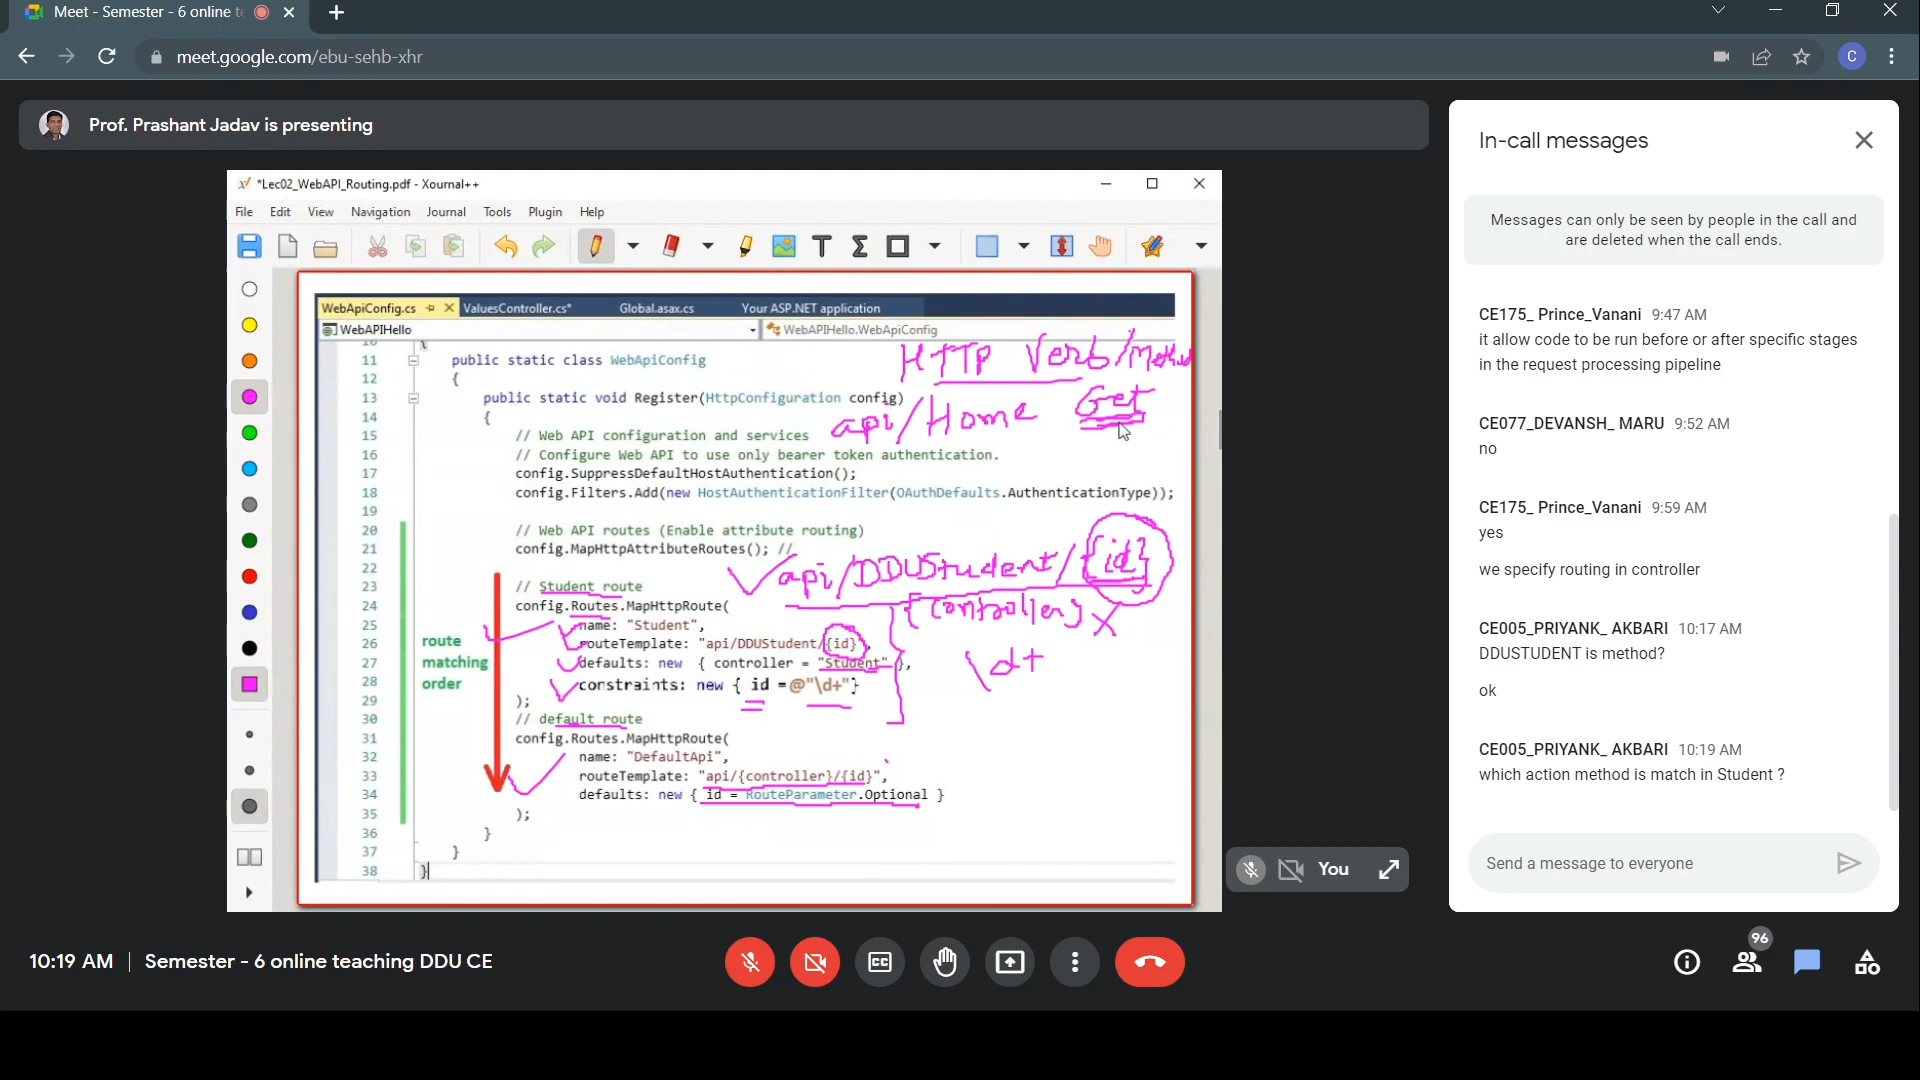 Meet - Semester - 6 online te
meet.google.com/ebu-sehb-xhr
C
Prof. Prashant Jadav is presenting
*Lec02_WebAPI_Routing.pdf - Xournal++
File Edit View Navigation Journal Tools Plugin Help
WebApiConfig.cs ValuesController.cs* Global.asax.cs Your ASP.NET application
WebAPIHello WebAPIHello.WebApiConfig
10 {
HTTP Verb/
11 public static class WebApiConfig
12 {
13 public static void Register(HttpConfiguration config)
api/Home Get
14 {
15 // Web API configuration and services
16 // Configure Web API to use only bearer token authentication.
17 config.SuppressDefaultHostAuthentication();
18 config.Filters.Add(new HostAuthenticationFilter(OAuthDefaults.AuthenticationType));
19
20 // Web API routes (Enable attribute routing)
21 config.MapHttpAttributeRoutes(); //
22
api/DDUStudent/{id}
23 // Student route
24 config.Routes.MapHttpRoute(
{controller} X
25 name: "Student",
26 routeTemplate: "api/DDUStudent/{id}",
27 defaults: new { controller = "Student" },
\d+
28 constraints: new { id =@"\d+"}
29 );
route
matching
order
30 // default route
31 config.Routes.MapHttpRoute(
32 name: "DefaultApi",
33 routeTemplate: "api/{controller}/{id}",
34 defaults: new { id = RouteParameter.Optional }
35 );
36 }
37 }
38 }
You
In-call messages
Messages can only be seen by people in the call and
are deleted when the call ends.
CE175_ Prince_Vanani 9:47 AM
it allow code to be run before or after specific stages
in the request processing pipeline
CE077_DEVANSH_ MARU 9:52 AM
no
CE175_ Prince_Vanani 9:59 AM
yes
we specify routing in controller
CE005_PRIYANK_ AKBARI 10:17 AM
DDUSTUDENT is method?
ok
CE005_PRIYANK_ AKBARI 10:19 AM
which action method is match in Student ?
Send a message to everyone
10:19 AM | Semester - 6 online teaching DDU CE
96